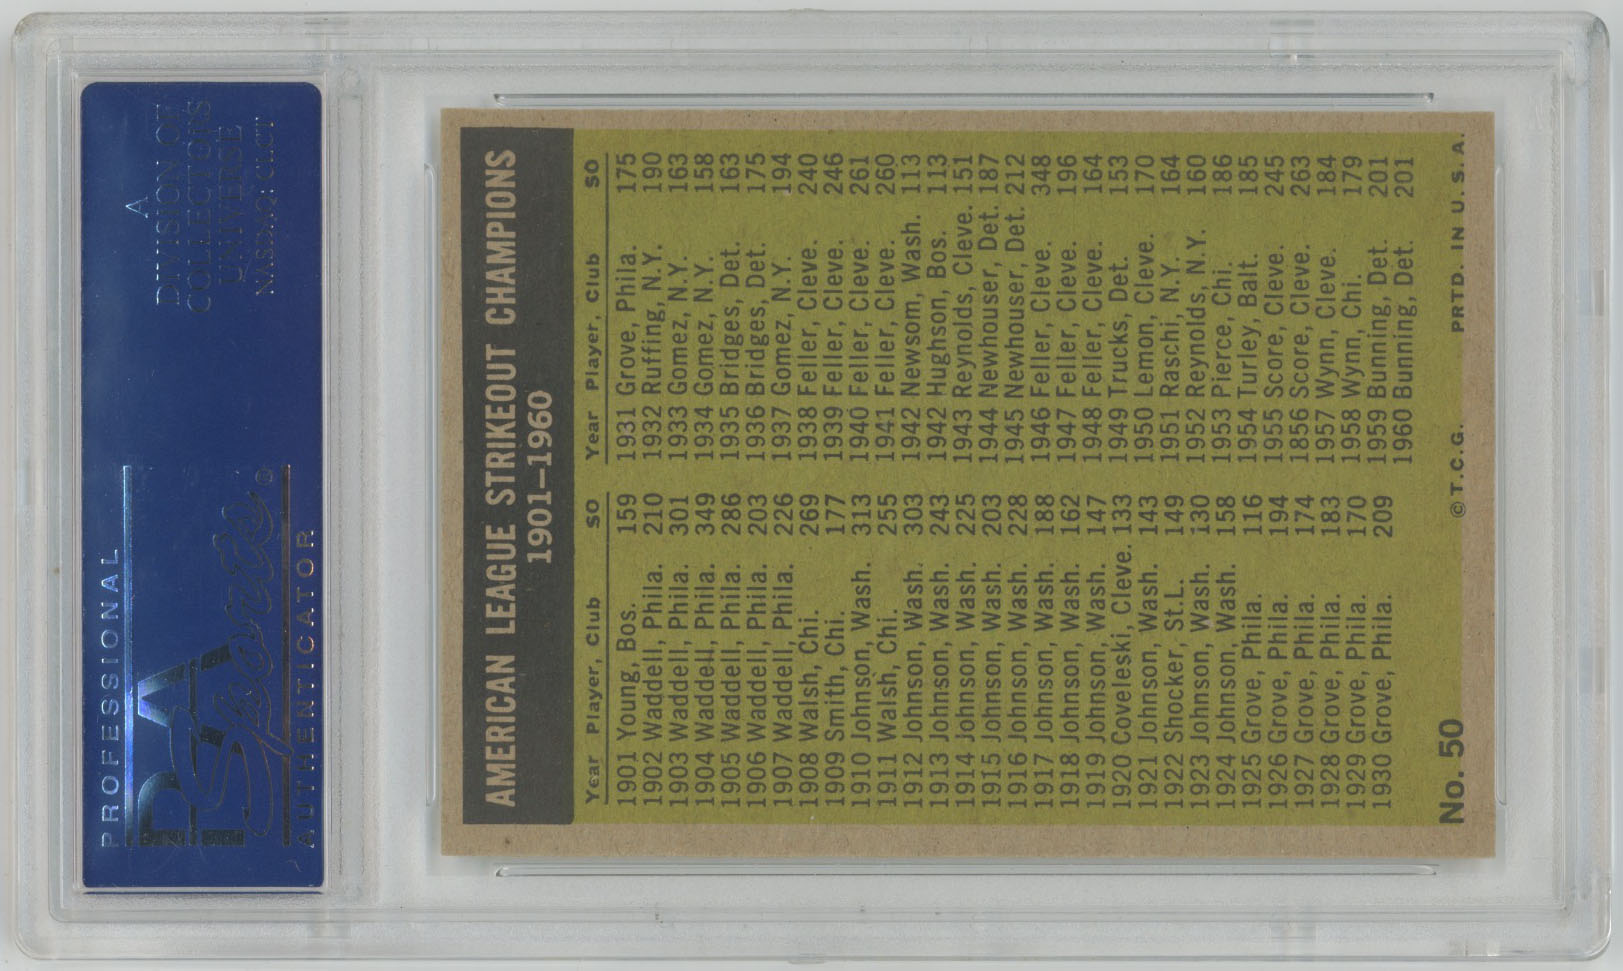 PROFESSIONAL
PSA
Sports®
AUTHENTICATOR
A
DIVISION OF
COLLECTORS
UNIVERSE
NASDAQ: CLCT
AMERICAN LEAGUE STRIKEOUT CHAMPIONS
1901–1960
Year Player, Club SO
1901 Young, Bos. 159
1902 Waddell, Phila. 210
1903 Waddell, Phila. 301
1904 Waddell, Phila. 349
1905 Waddell, Phila. 286
1906 Waddell, Phila. 203
1907 Waddell, Phila. 226
1908 Walsh, Chi. 269
1909 Smith, Chi. 177
1910 Johnson, Wash. 313
1911 Walsh, Chi. 255
1912 Johnson, Wash. 303
1913 Johnson, Wash. 243
1914 Johnson, Wash. 225
1915 Johnson, Wash. 203
1916 Johnson, Wash. 228
1917 Johnson, Wash. 188
1918 Johnson, Wash. 162
1919 Johnson, Wash. 147
1920 Coveleski, Cleve. 133
1921 Johnson, Wash. 143
1922 Shocker, St.L. 149
1923 Johnson, Wash. 130
1924 Johnson, Wash. 158
1925 Grove, Phila. 116
1926 Grove, Phila. 194
1927 Grove, Phila. 174
1928 Grove, Phila. 183
1929 Grove, Phila. 170
1930 Grove, Phila. 209
Year Player, Club SO
1931 Grove, Phila. 175
1932 Ruffing, N.Y. 190
1933 Gomez, N.Y. 163
1934 Gomez, N.Y. 158
1935 Bridges, Det. 163
1936 Bridges, Det. 175
1937 Gomez, N.Y. 194
1938 Feller, Cleve. 240
1939 Feller, Cleve. 246
1940 Feller, Cleve. 261
1941 Feller, Cleve. 260
1942 Newsom, Wash. 113
1942 Hughson, Bos. 113
1943 Reynolds, Cleve. 151
1944 Newhouser, Det. 187
1945 Newhouser, Det. 212
1946 Feller, Cleve. 348
1947 Feller, Cleve. 196
1948 Feller, Cleve. 164
1949 Trucks, Det. 153
1950 Lemon, Cleve. 170
1951 Raschi, N.Y. 164
1952 Reynolds, N.Y. 160
1953 Pierce, Chi. 186
1954 Turley, Balt. 185
1955 Score, Cleve. 245
1856 Score, Cleve. 263
1957 Wynn, Cleve. 184
1958 Wynn, Chi. 179
1959 Bunning, Det. 201
1960 Bunning, Det. 201
No. 50 © T.C.G. PRTD. IN U.S.A.